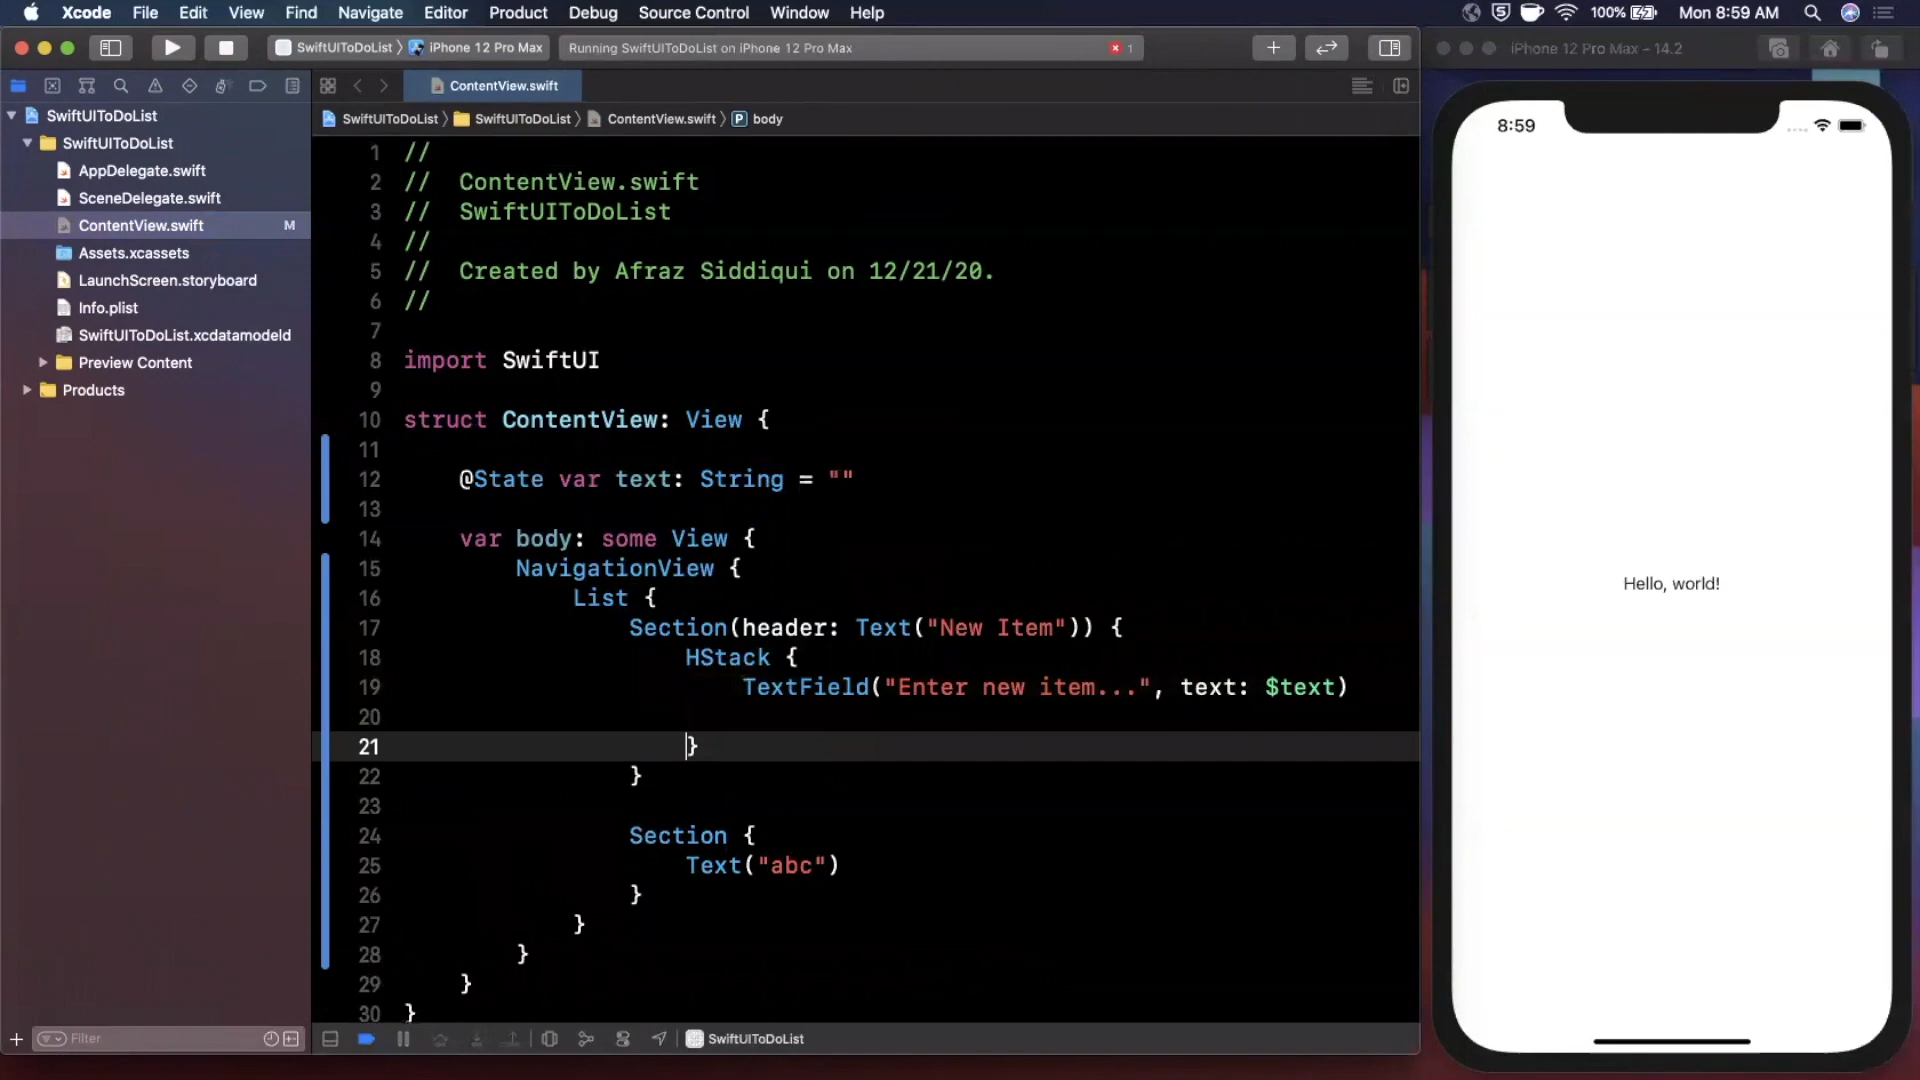 Xcode File Edit View Find Navigate Editor Product Debug Source Control Window Help 100% Mon 8:59 AM
SwiftUIToDoList 〉 iPhone 12 Pro Max Running SwiftUIToDoList on iPhone 12 Pro Max 1
iPhone 12 Pro Max – 14.2
ContentView.swift
SwiftUIToDoList 〉 SwiftUIToDoList 〉 ContentView.swift 〉 P body
SwiftUIToDoList
SwiftUIToDoList
AppDelegate.swift
SceneDelegate.swift
ContentView.swift M
Assets.xcassets
LaunchScreen.storyboard
Info.plist
SwiftUIToDoList.xcdatamodeld
Preview Content
Products
Filter
1 //
2 //  ContentView.swift
3 //  SwiftUIToDoList
4 //
5 //  Created by Afraz Siddiqui on 12/21/20.
6 //
7
8 import SwiftUI
9
10 struct ContentView: View {
11
12     @State var text: String = ""
13
14     var body: some View {
15         NavigationView {
16             List {
17                 Section(header: Text("New Item")) {
18                     HStack {
19                         TextField("Enter new item...", text: $text)
20
21                     }
22                 }
23
24                 Section {
25                     Text("abc")
26                 }
27             }
28         }
29     }
30 }
SwiftUIToDoList
8:59
Hello, world!